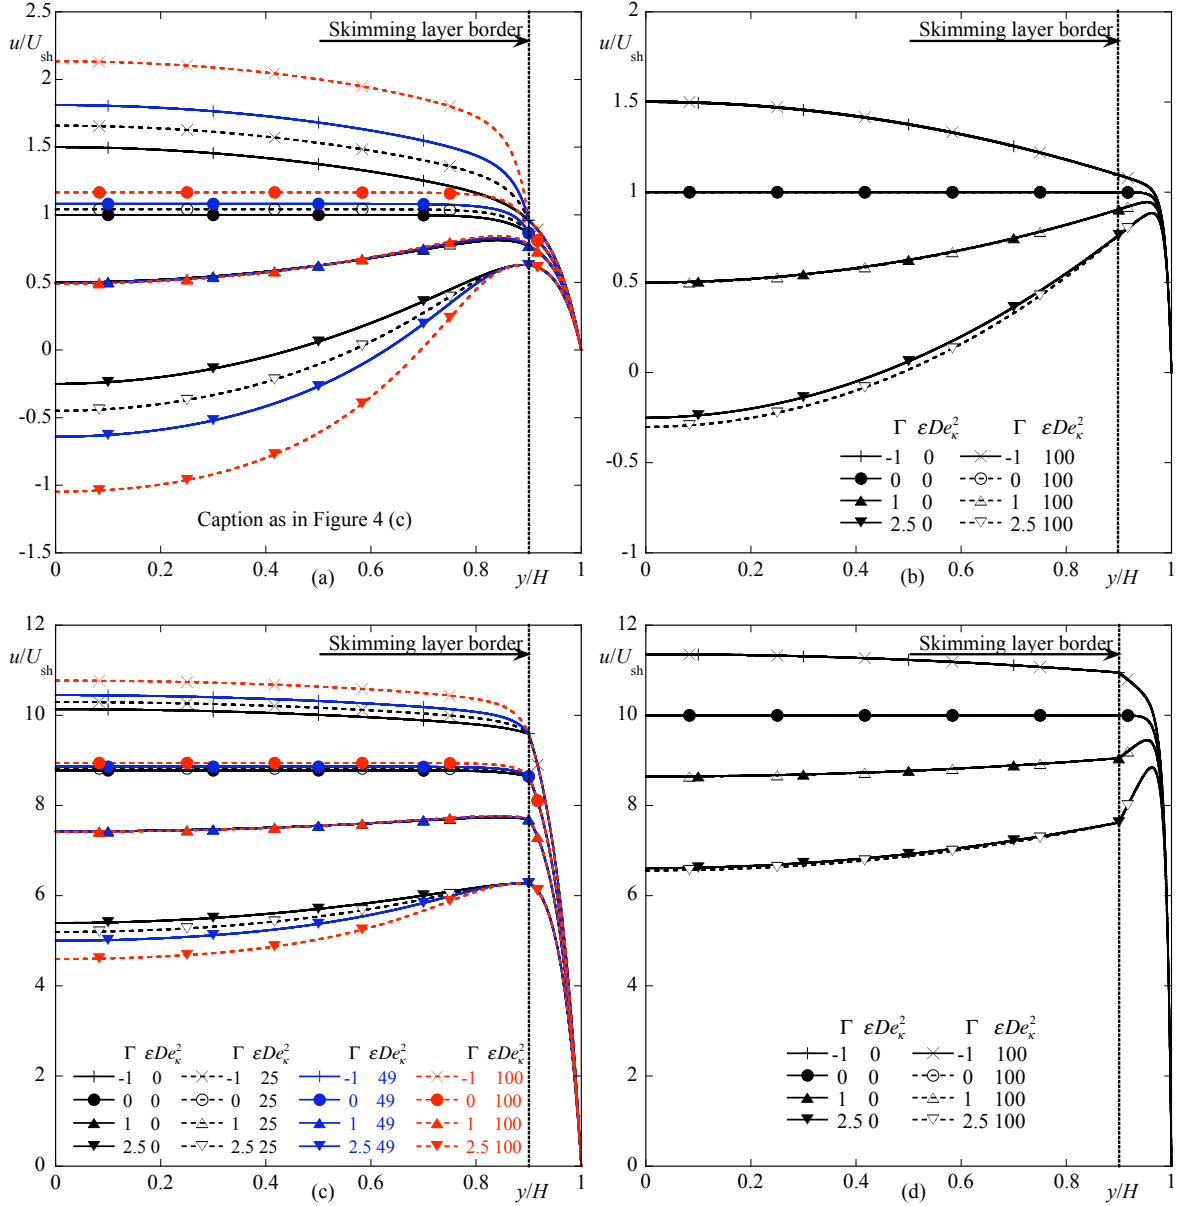 2.5
u/U_sh
2
1.5
1
0.5
0
-0.5
-1
-1.5
0
0.2
0.4
0.6
0.8
1
Skimming layer border
Caption as in Figure 4 (c)
(a)
y/H
2
u/U_sh
1.5
1
0.5
0
-0.5
-1
0
0.2
0.4
0.6
0.8
1
Skimming layer border
Γ εDe_κ^2 Γ εDe_κ^2
-1 0 -1 100
0 0 0 100
1 0 1 100
2.5 0 2.5 100
(b)
y/H
12
u/U_sh
10
8
6
4
2
0
0
0.2
0.4
0.6
0.8
1
Skimming layer border
Γ εDe_κ^2 Γ εDe_κ^2 Γ εDe_κ^2 Γ εDe_κ^2
-1 0 -1 25 -1 49 -1 100
0 0 0 25 0 49 0 100
1 0 1 25 1 49 1 100
2.5 0 2.5 25 2.5 49 2.5 100
(c)
y/H
12
u/U_sh
10
8
6
4
2
0
0
0.2
0.4
0.6
0.8
1
Skimming layer border
Γ εDe_κ^2 Γ εDe_κ^2
-1 0 -1 100
0 0 0 100
1 0 1 100
2.5 0 2.5 100
(d)
y/H